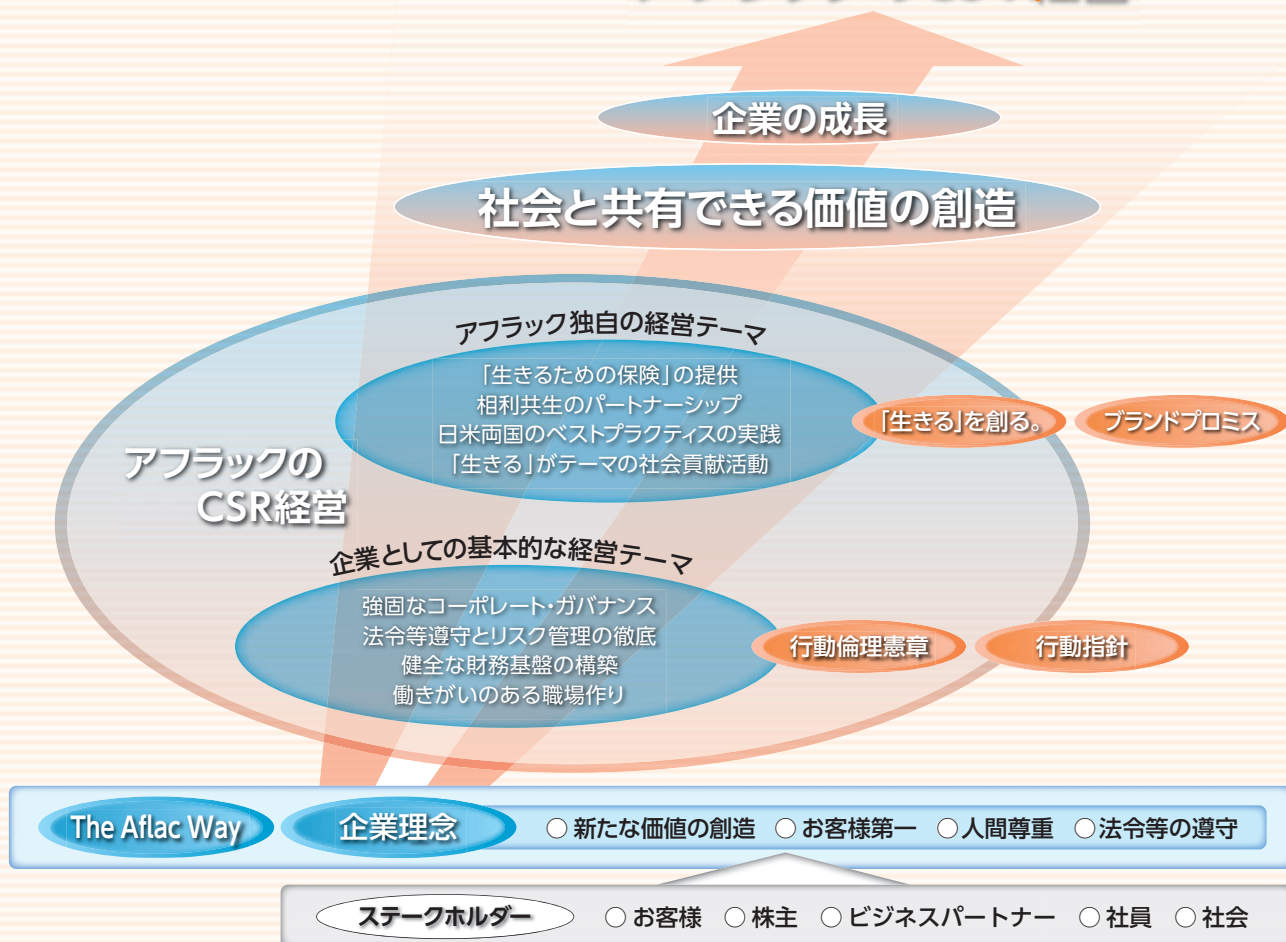 企業の成長
社会と共有できる価値の創造
アフラック独自の経営テーマ
「生きるための保険」の提供
相利共生のパートナーシップ
日米両国のベストプラクティスの実践
「生きる」がテーマの社会貢献活動
「生きる」を創る。
ブランドプロミス
アフラックの
CSR経営
企業としての基本的な経営テーマ
強固なコーポレート・ガバナンス
法令等遵守とリスク管理の徹底
健全な財務基盤の構築
働きがいのある職場作り
行動倫理憲章
行動指針
The Aflac Way
企業理念
○ 新たな価値の創造 ○ お客様第一 ○ 人間尊重 ○ 法令等の遵守
ステークホルダー
○ お客様 ○ 株主 ○ ビジネスパートナー ○ 社員 ○ 社会